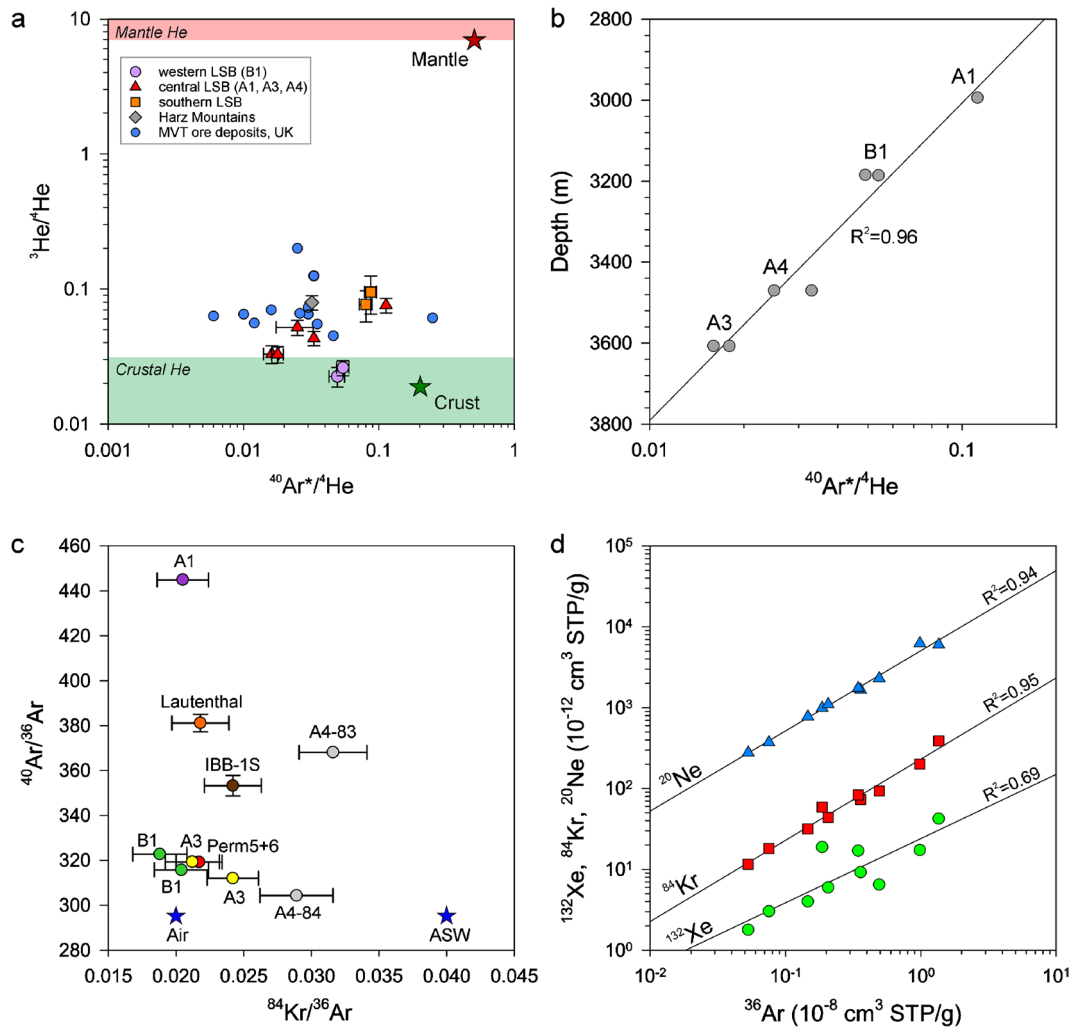 a
10
Mantle He
Mantle
western LSB (B1)
central LSB (A1, A3, A4)
southern LSB
Harz Mountains
MVT ore deposits, UK
1
³He/⁴He
0.1
Crustal He
Crust
0.01
0.001 0.01 0.1 1
⁴⁰Ar*/⁴He
b
2800
3000
3200
3400
3600
3800
Depth (m)
A1
B1
R²=0.96
A4
A3
0.01 0.1
⁴⁰Ar*/⁴He
c
460
440
420
400
380
360
340
320
300
280
⁴⁰Ar/³⁶Ar
A1
Lautenthal
A4-83
IBB-1S
B1 A3 Perm5+6
B1 A3 A4-84
Air ASW
0.015 0.020 0.025 0.030 0.035 0.040 0.045
⁸⁴Kr/³⁶Ar
d
10⁵
10⁴
10³
10²
10¹
10⁰
¹³²Xe, ⁸⁴Kr, ²⁰Ne (10⁻¹² cm³ STP/g)
R²=0.94
R²=0.95
R²=0.69
²⁰Ne
⁸⁴Kr
¹³²Xe
10⁻² 10⁻¹ 10⁰ 10¹
³⁶Ar (10⁻⁸ cm³ STP/g)